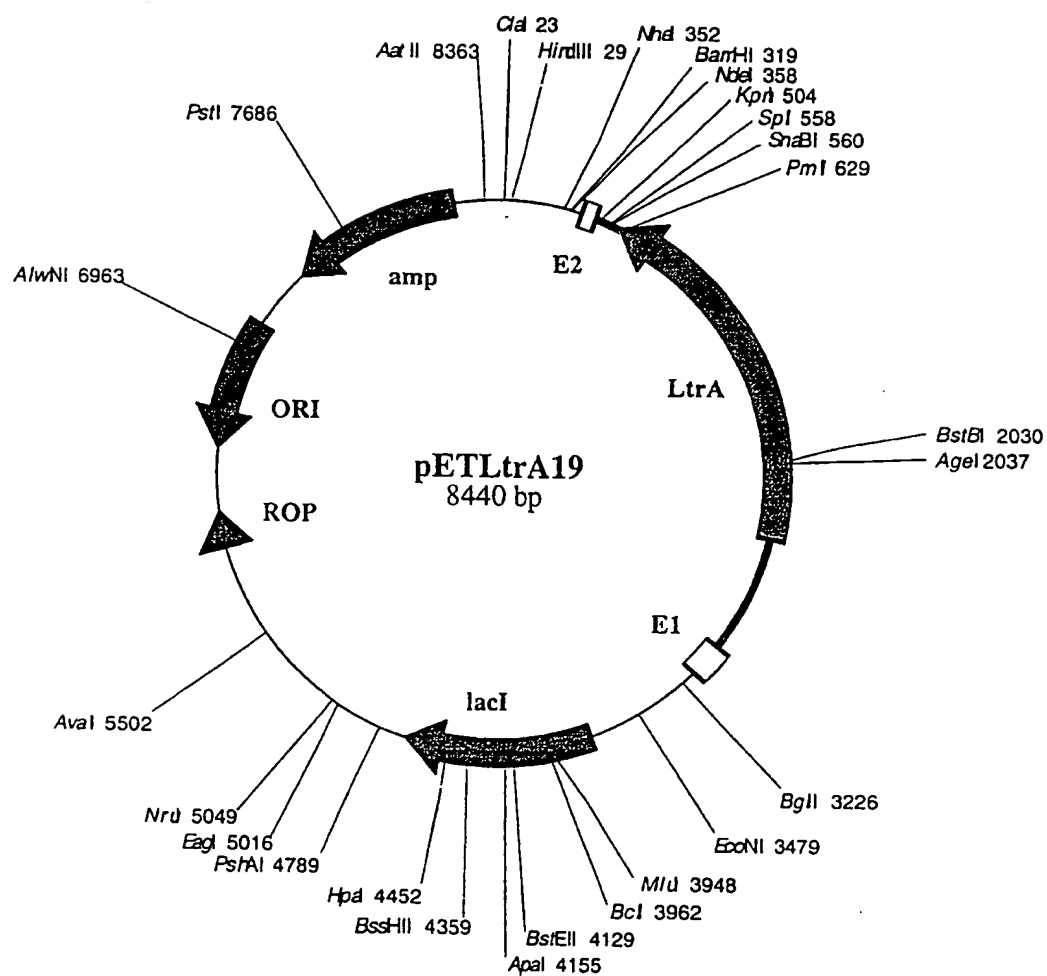 ClaI 23
AatII 8363
HindIII 29
NheI 352
BamHI 319
NdeI 358
KpnI 504
SplI 558
SnaBI 560
PmlI 629
PstI 7686
E2
amp
AlwNI 6963
LtrA
ORI
BstBI 2030
AgeI 2037
pETLtrA19
8440 bp
ROP
E1
lacI
AvaI 5502
BglI 3226
NruI 5049
EagI 5016
EcoNI 3479
PshAI 4789
MluI 3948
HpaI 4452
BclI 3962
BssHII 4359
BstEII 4129
ApaI 4155